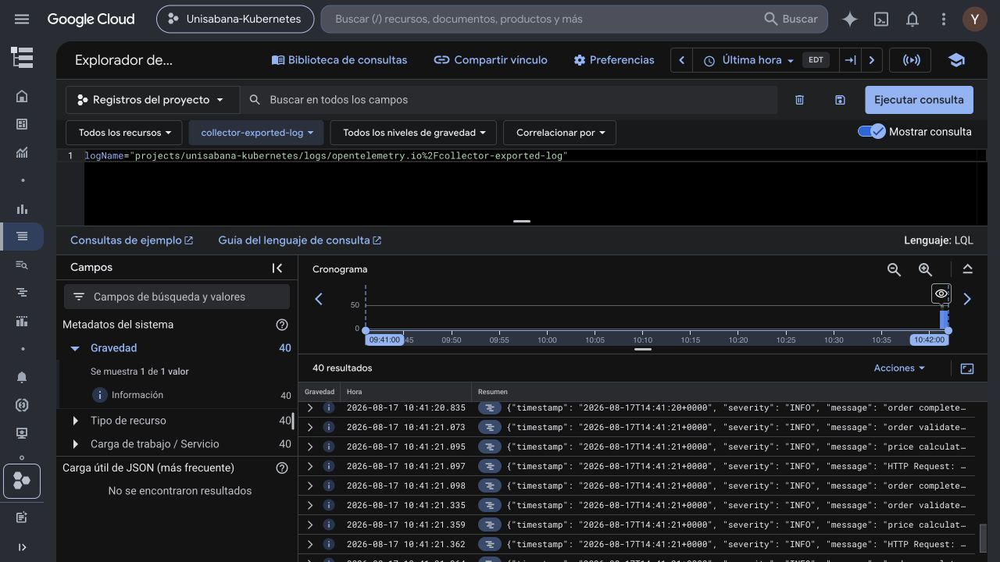 Google Cloud
Unisabana-Kubernetes
Buscar (/) recursos, documentos, productos y más
Buscar
Y
Explorador de...
Biblioteca de consultas
Compartir vínculo
Preferencias
Última hora
EDT
Registros del proyecto
Buscar en todos los campos
Ejecutar consulta
Todos los recursos
collector-exported-log
Todos los niveles de gravedad
Correlacionar por
Mostrar consulta
1
logName="projects/unisabana-kubernetes/logs/opentelemetry.io%2Fcollector-exported-log"
Consultas de ejemplo
Guía del lenguaje de consulta
Lenguaje: LQL
Campos
Campos de búsqueda y valores
Metadatos del sistema
Gravedad 40
Se muestra 1 de 1 valor
Información 40
Tipo de recurso 40
Carga de trabajo / Servicio 40
Carga útil de JSON (más frecuente)
No se encontraron resultados
Cronograma
50
0
09:41:00 45 09:50 09:55 10:00 10:05 10:10 10:15 10:20 10:25 10:30 10:35 10:42:00
40 resultados
Acciones
Gravedad Hora Resumen
2026-08-17 10:41:20.835 {"timestamp": "2026-08-17T14:41:20+0000", "severity": "INFO", "message": "order complete…
2026-08-17 10:41:21.073 {"timestamp": "2026-08-17T14:41:21+0000", "severity": "INFO", "message": "order validate…
2026-08-17 10:41:21.095 {"timestamp": "2026-08-17T14:41:21+0000", "severity": "INFO", "message": "price calculat…
2026-08-17 10:41:21.097 {"timestamp": "2026-08-17T14:41:21+0000", "severity": "INFO", "message": "HTTP Request: …
2026-08-17 10:41:21.098 {"timestamp": "2026-08-17T14:41:21+0000", "severity": "INFO", "message": "order complete…
2026-08-17 10:41:21.335 {"timestamp": "2026-08-17T14:41:21+0000", "severity": "INFO", "message": "order validate…
2026-08-17 10:41:21.359 {"timestamp": "2026-08-17T14:41:21+0000", "severity": "INFO", "message": "price calculat…
2026-08-17 10:41:21.362 {"timestamp": "2026-08-17T14:41:21+0000", "severity": "INFO", "message": "HTTP Request: …